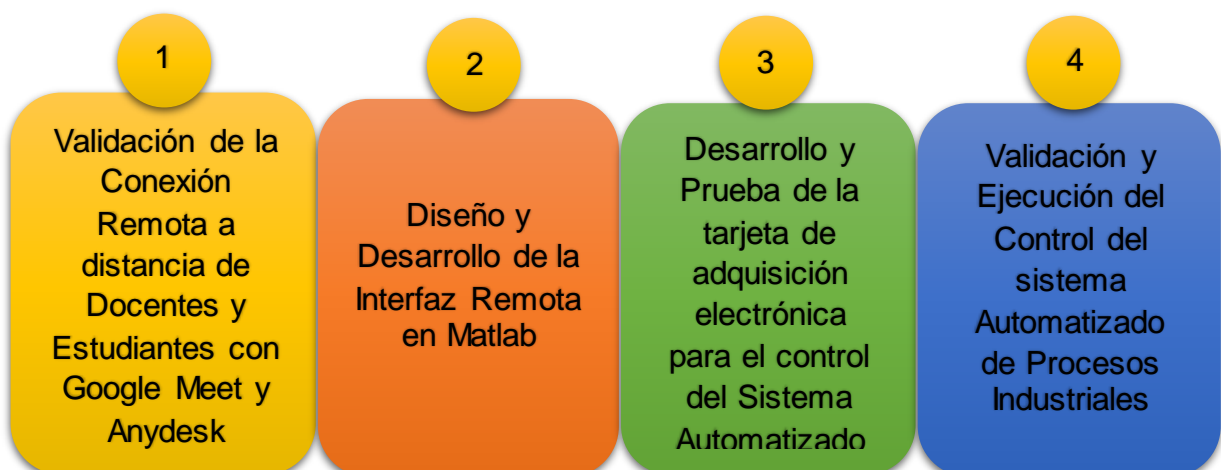 1
Validación de la
Conexión
Remota a
distancia de
Docentes y
Estudiantes con
Google Meet y
Anydesk
2
Diseño y
Desarrollo de la
Interfaz Remota
en Matlab
3
Desarrollo y
Prueba de la
tarjeta de
adquisición
electrónica
para el control
del Sistema
Automatizado
4
Validación y
Ejecución del
Control del
sistema
Automatizado
de Procesos
Industriales